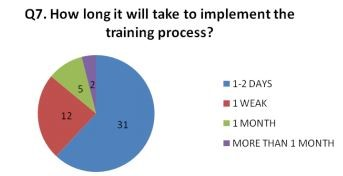 Q7. How long it will take to implement the
training process?
2
5
12
31
1-2 DAYS
1 WEAK
1 MONTH
MORE THAN 1 MONTH